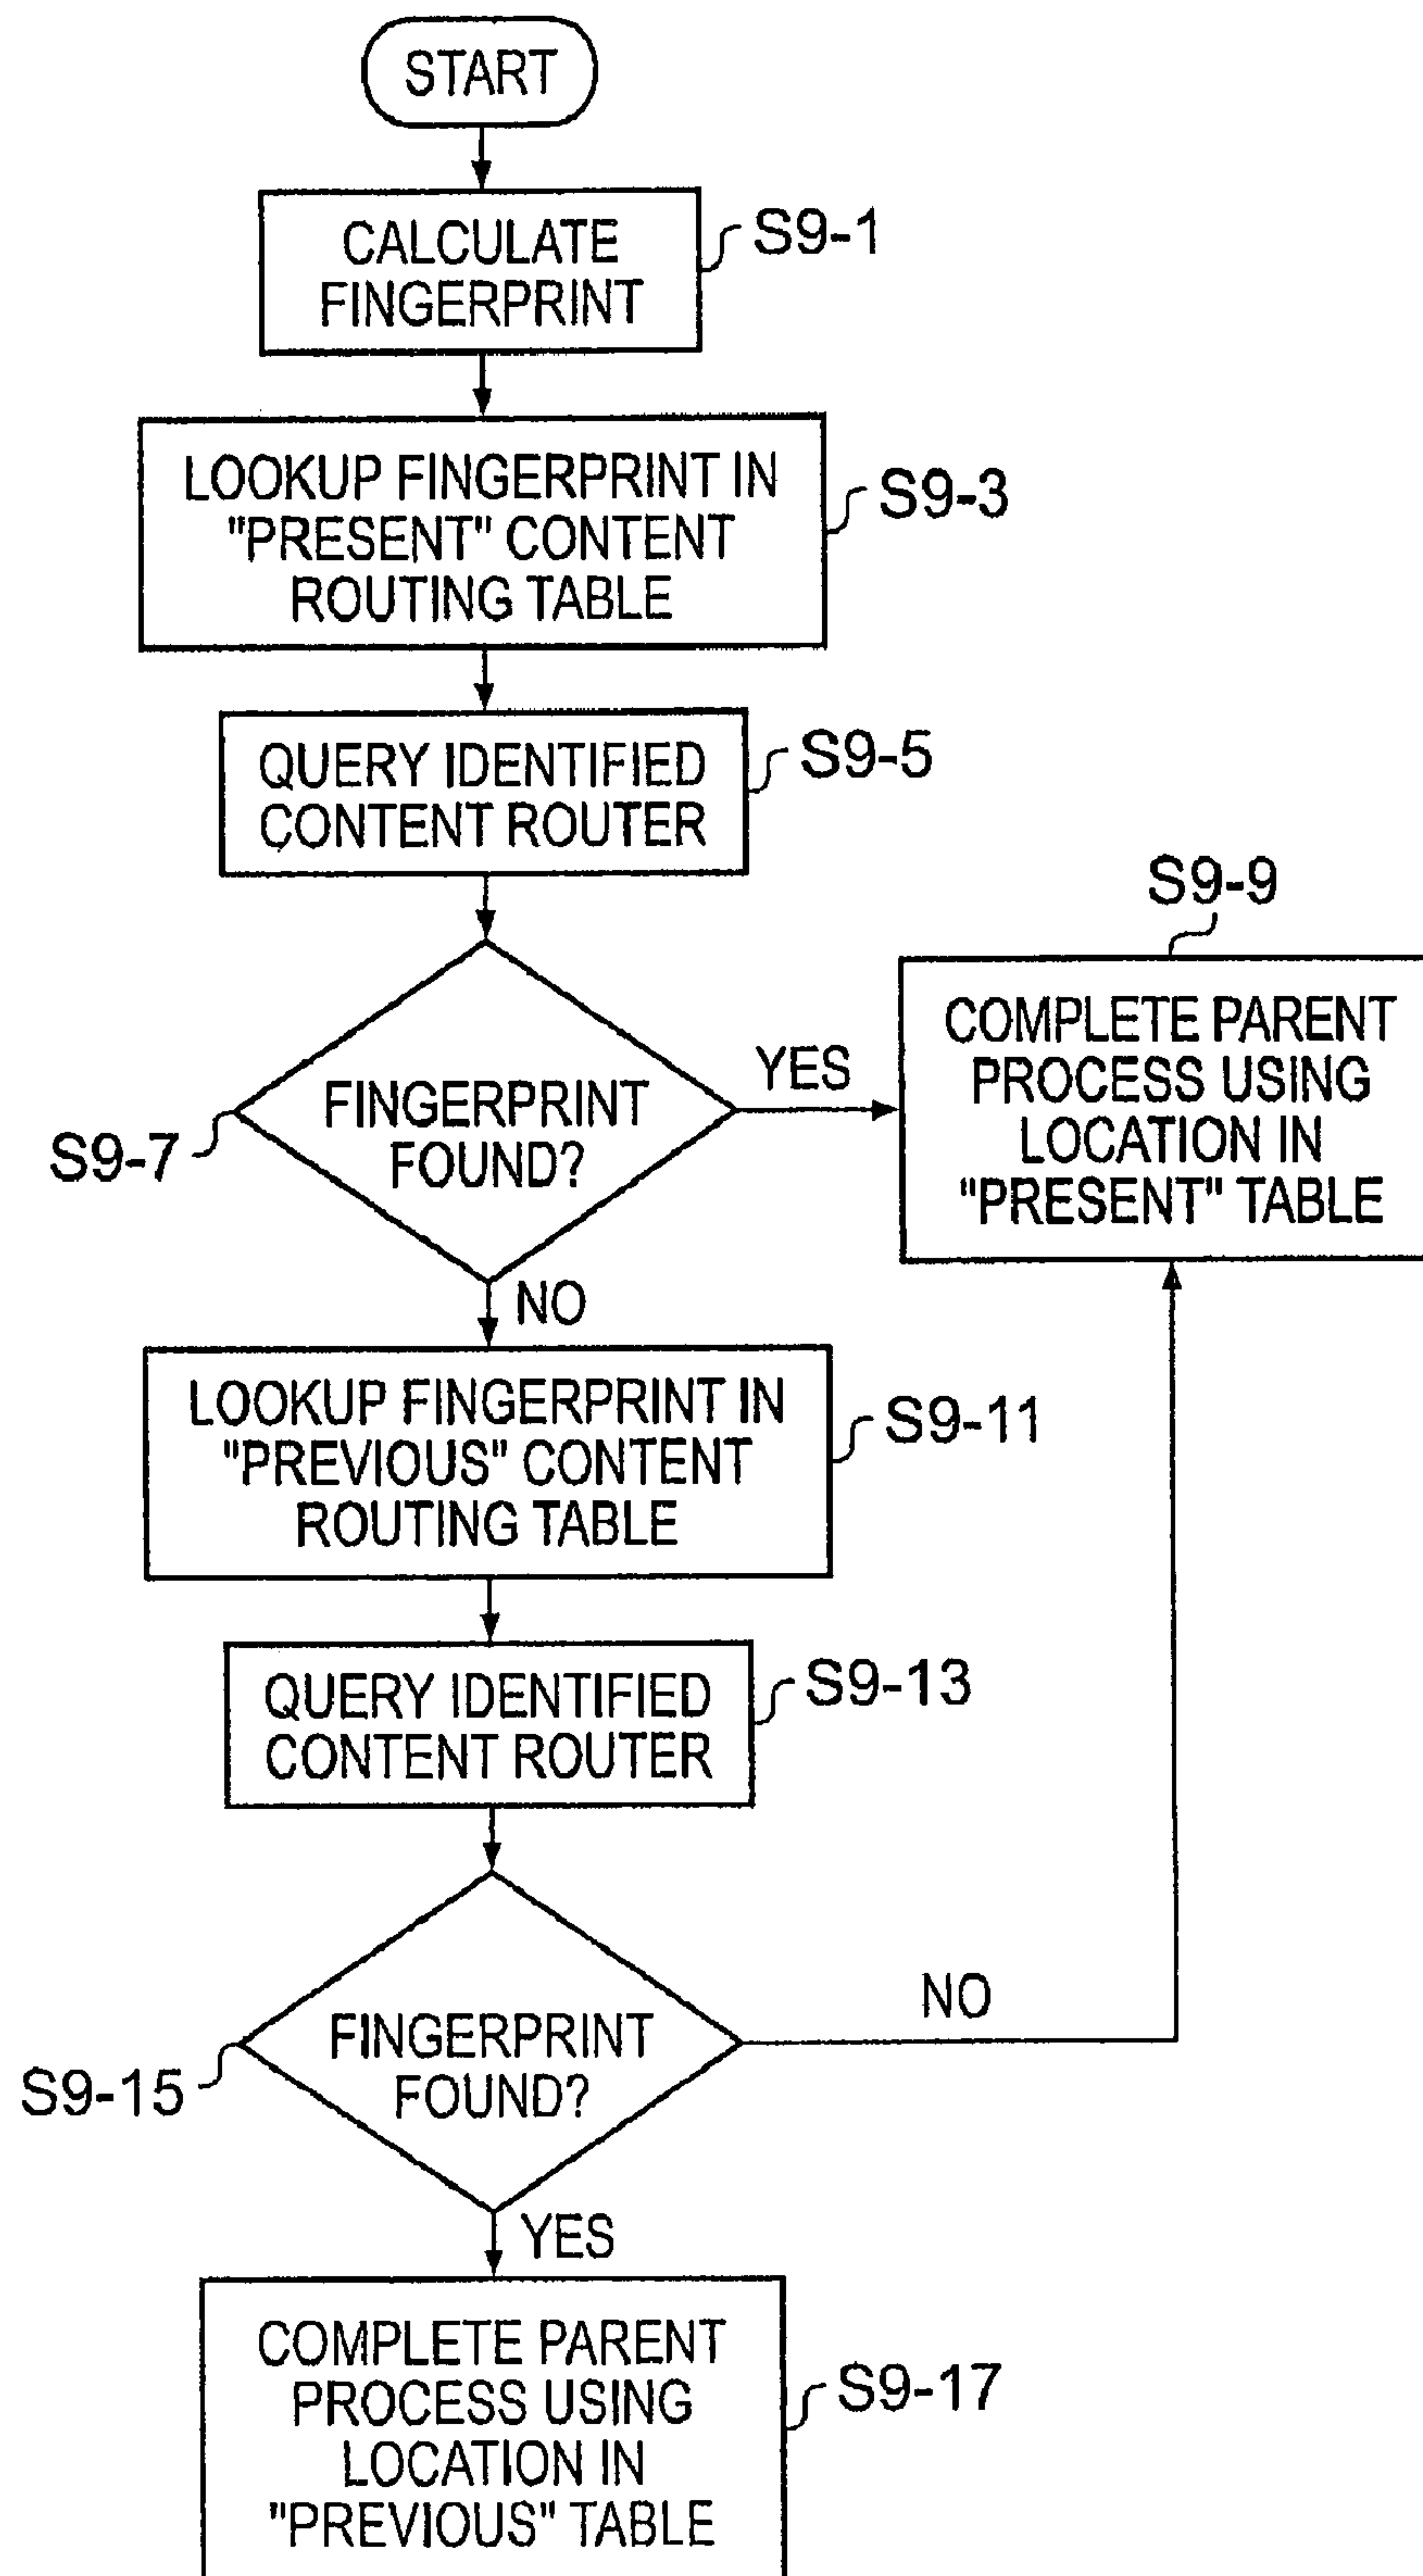 START
CALCULATE
FINGERPRINT
S9-1
LOOKUP FINGERPRINT IN
"PRESENT" CONTENT
ROUTING TABLE
S9-3
QUERY IDENTIFIED
CONTENT ROUTER
S9-5
FINGERPRINT
FOUND?
S9-7
YES
S9-9
COMPLETE PARENT
PROCESS USING
LOCATION IN
"PRESENT" TABLE
NO
LOOKUP FINGERPRINT IN
"PREVIOUS" CONTENT
ROUTING TABLE
S9-11
QUERY IDENTIFIED
CONTENT ROUTER
S9-13
FINGERPRINT
FOUND?
S9-15
NO
YES
COMPLETE PARENT
PROCESS USING
LOCATION IN
"PREVIOUS" TABLE
S9-17